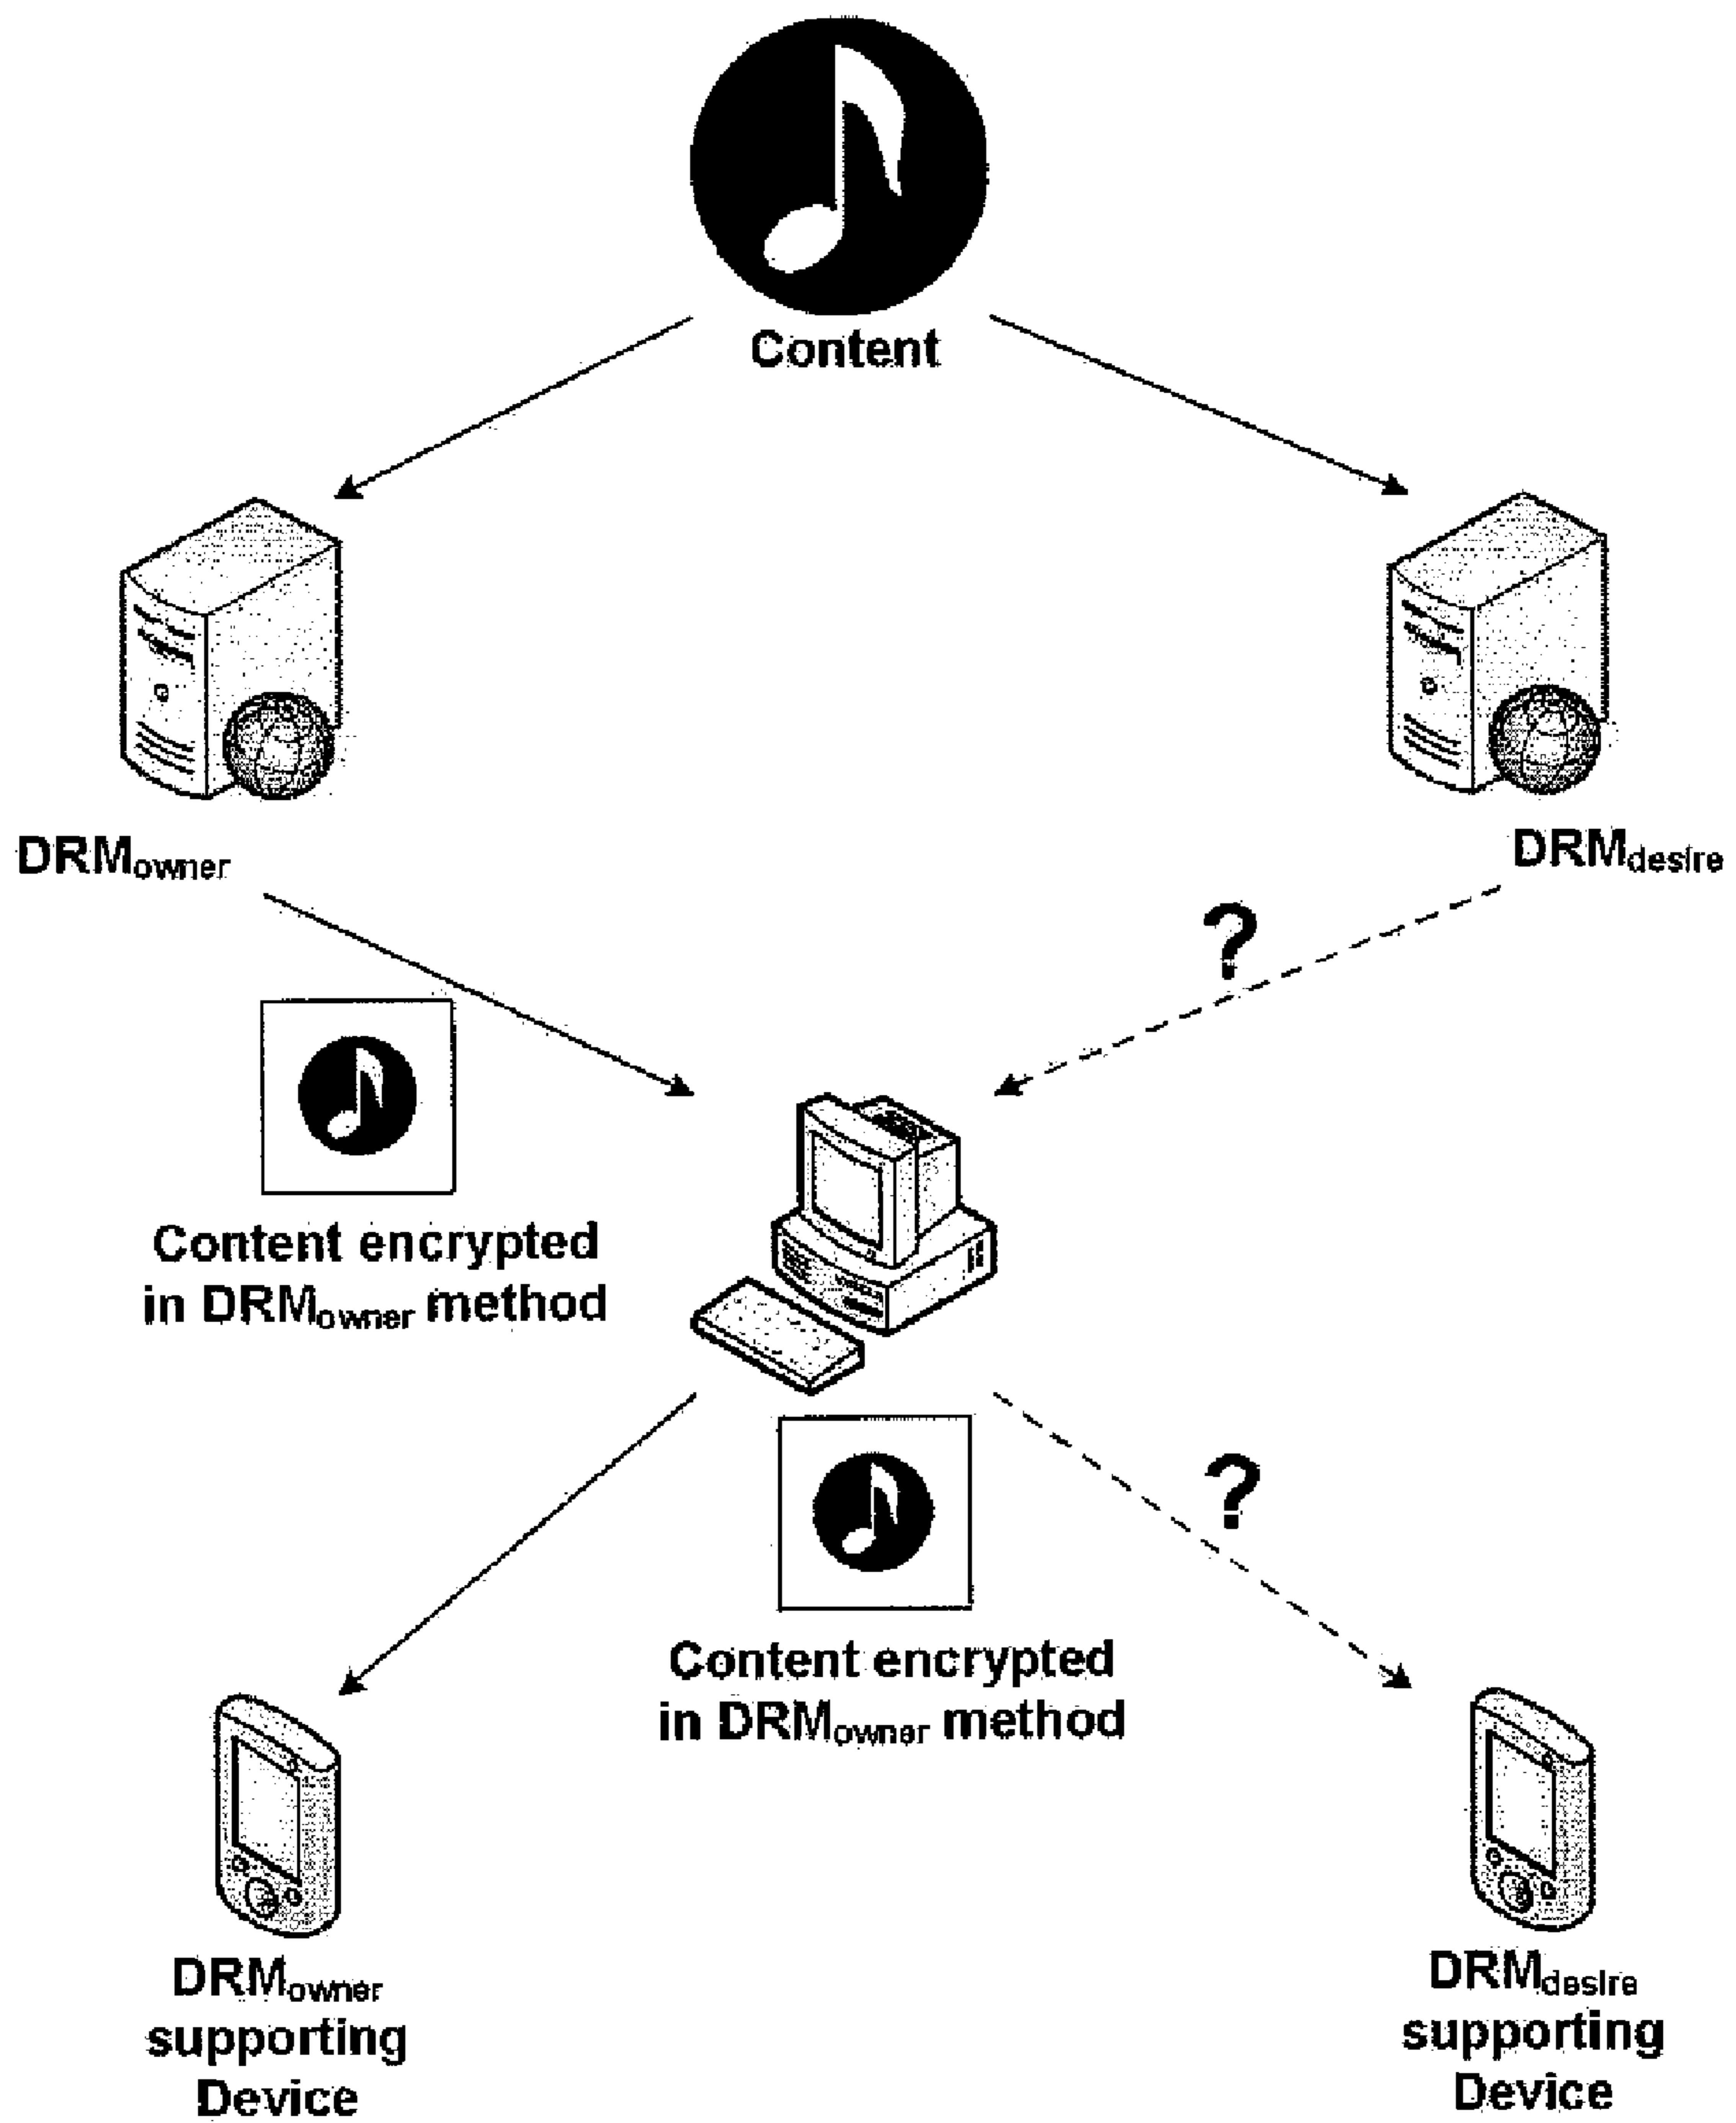 Content
DRMowner
DRMdesire
?
Content encrypted
in DRMowner method
?
Content encrypted
in DRMowner method
DRMowner
supporting
Device
DRMdesire
supporting
Device